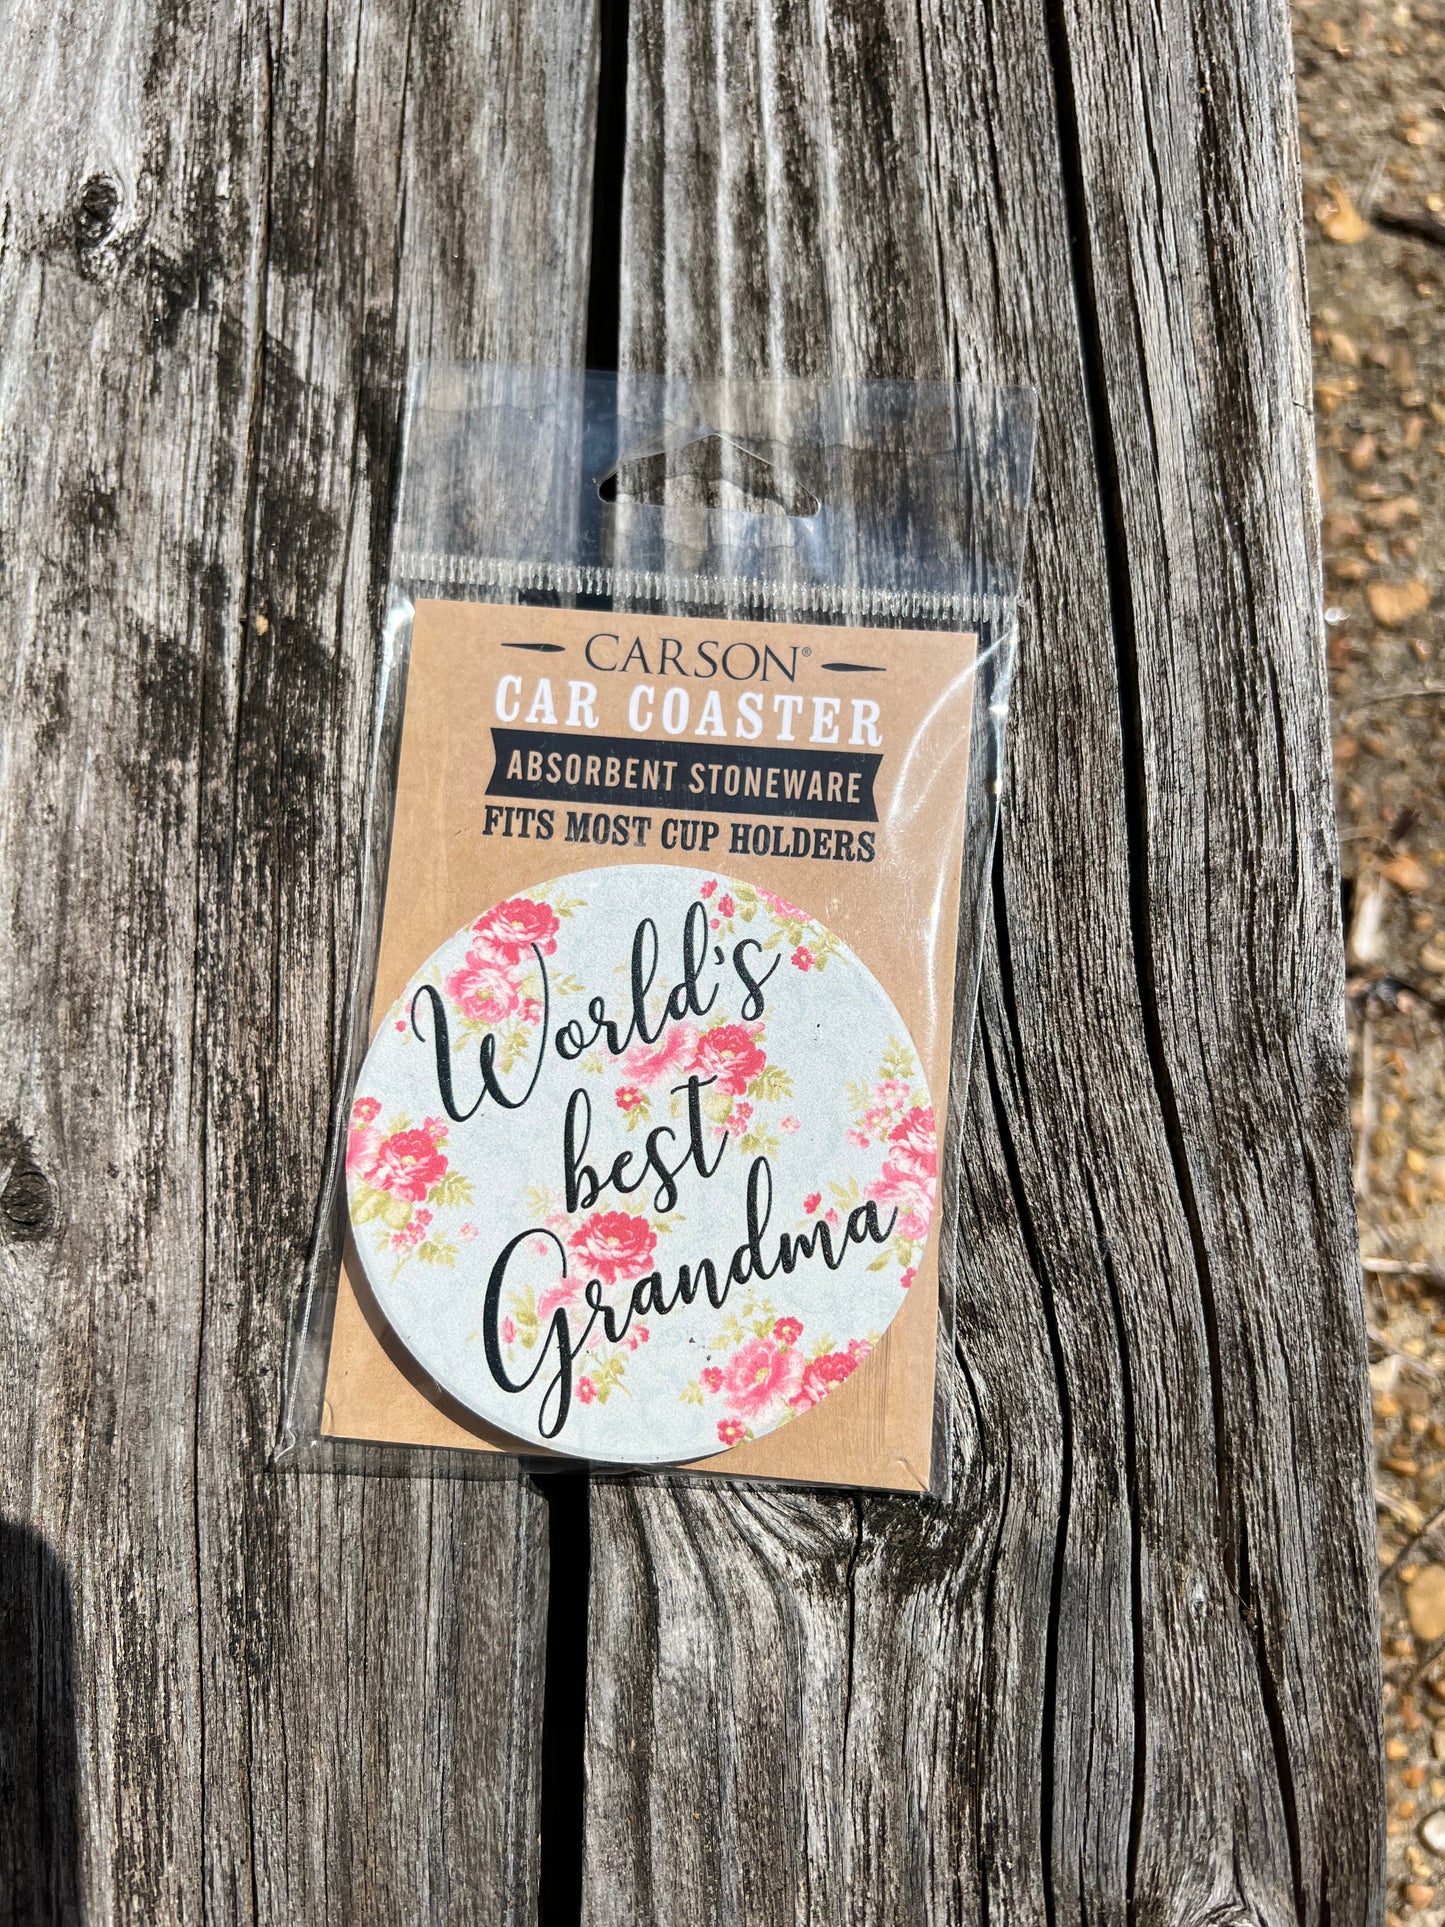 CARSON®
CAR COASTER
ABSORBENT STONEWARE
FITS MOST CUP HOLDERS
World's
best
Grandma